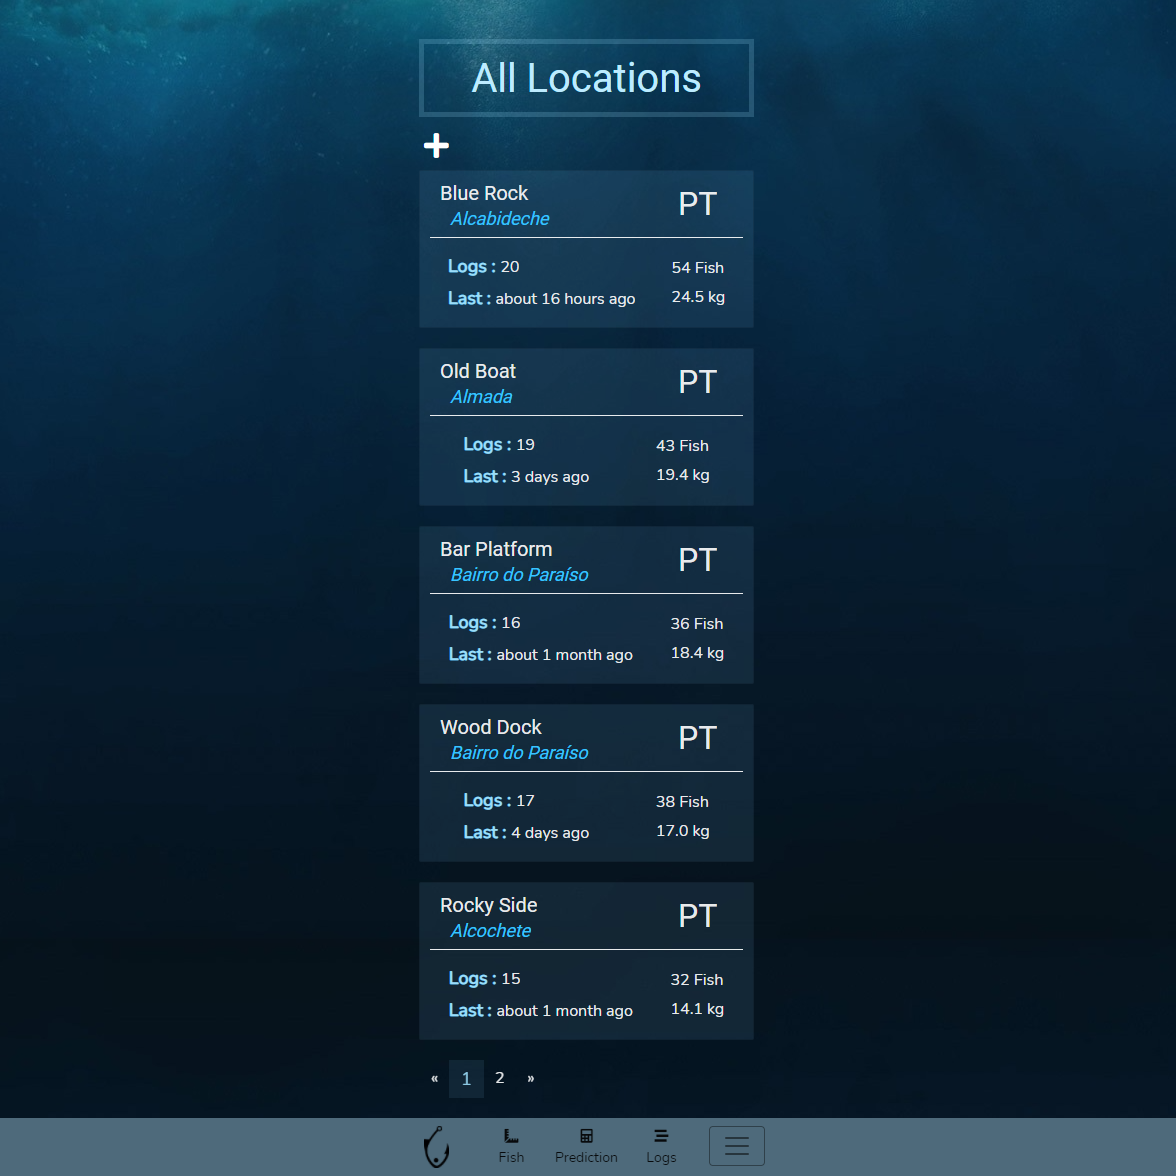 All Locations
Blue Rock
PT
Alcabideche
Logs : 20
54 Fish
Last : about 16 hours ago
24.5 kg
Old Boat
PT
Almada
Logs : 19
43 Fish
Last : 3 days ago
19.4 kg
Bar Platform
PT
Bairro do Paraíso
Logs : 16
36 Fish
Last : about 1 month ago
18.4 kg
Wood Dock
PT
Bairro do Paraíso
Logs : 17
38 Fish
Last : 4 days ago
17.0 kg
Rocky Side
PT
Alcochete
Logs : 15
32 Fish
Last : about 1 month ago
14.1 kg
« 1 2 »
Fish Prediction Logs